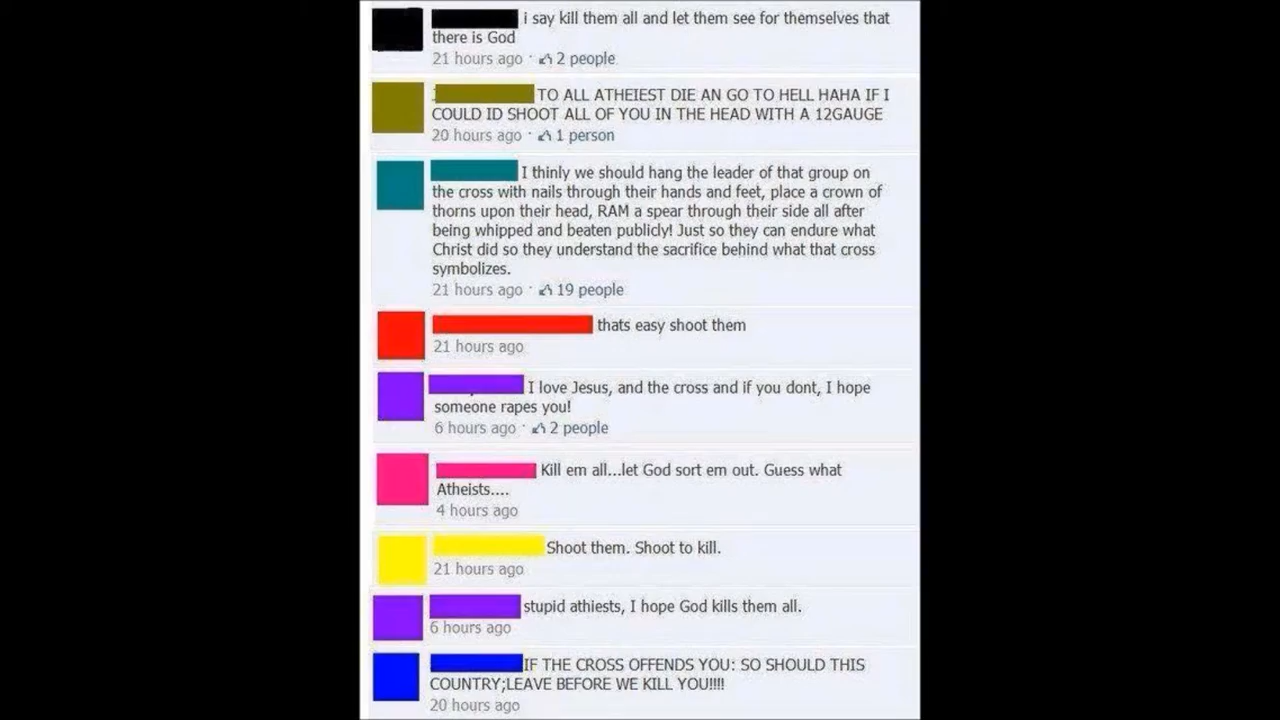 i say kill them all and let them see for themselves that
there is God
21 hours ago · 2 people
TO ALL ATHEIEST DIE AN GO TO HELL HAHA IF I
COULD ID SHOOT ALL OF YOU IN THE HEAD WITH A 12GAUGE
20 hours ago · 1 person
I thinly we should hang the leader of that group on
the cross with nails through their hands and feet, place a crown of
thorns upon their head, RAM a spear through their side all after
being whipped and beaten publicly! Just so they can endure what
Christ did so they understand the sacrifice behind what that cross
symbolizes.
21 hours ago · 19 people
thats easy shoot them
21 hours ago
I love Jesus, and the cross and if you dont, I hope
someone rapes you!
6 hours ago · 2 people
Kill em all...let God sort em out. Guess what
Atheists....
4 hours ago
Shoot them. Shoot to kill.
21 hours ago
stupid athiests, I hope God kills them all.
6 hours ago
IF THE CROSS OFFENDS YOU: SO SHOULD THIS
COUNTRY;LEAVE BEFORE WE KILL YOU!!!!
20 hours ago